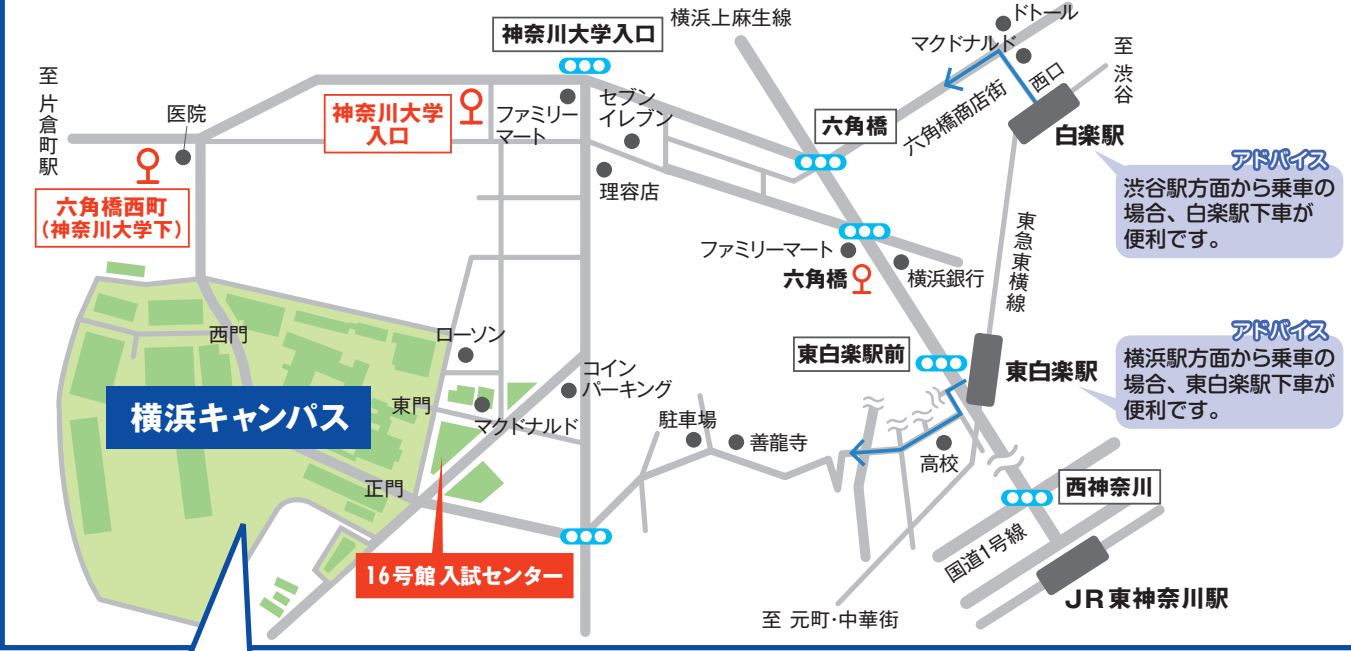 ドトール
横浜上麻生線
神奈川大学入口
マクドナルド
至
渋谷
至
片倉町駅
医院
神奈川大学
入口
ファミリー
マート
セブン
イレブン
六角橋
六角橋商店街
西口
白楽駅
アドバイス
渋谷駅方面から乗車の
場合、白楽駅下車が
便利です。
理容店
六角橋西町
(神奈川大学下)
東急東横線
ファミリーマート
六角橋
横浜銀行
西門
ローソン
東白楽駅前
東白楽駅
アドバイス
横浜駅方面から乗車の
場合、東白楽駅下車が
便利です。
コイン
パーキング
横浜キャンパス
東門
マクドナルド
駐車場
善龍寺
高校
正門
西神奈川
国道1号線
16号館 入試センター
JR東神奈川駅
至 元町・中華街